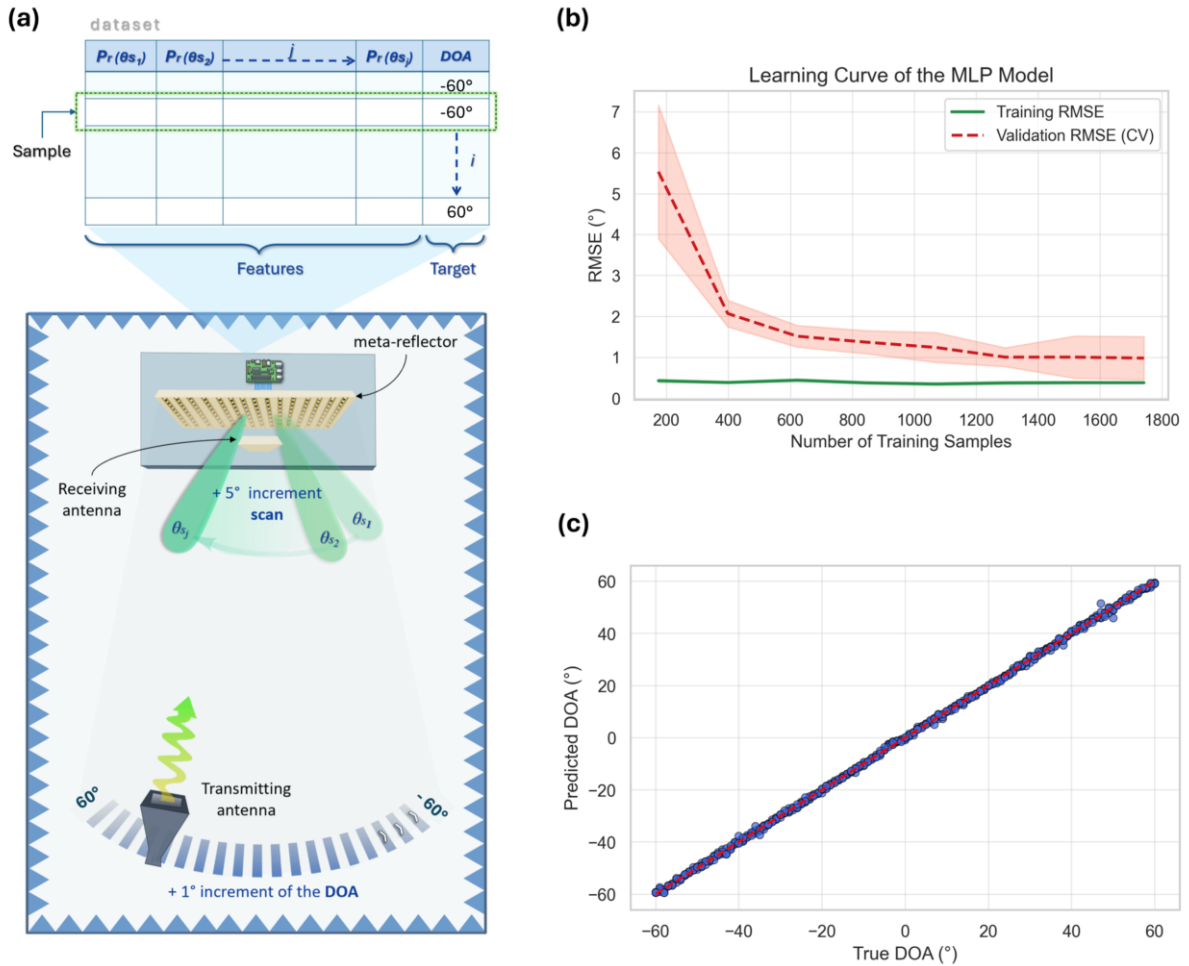 (a)
dataset
Pr(θs1) Pr(θs2) j Pr(θsj) DOA
-60°
-60°
Sample
i
60°
Features Target
meta-reflector
Receiving
antenna
+ 5° increment
scan
θsj θs2 θs1
Transmitting
antenna
60° - 60°
+ 1° increment of the DOA
(b)
Learning Curve of the MLP Model
Training RMSE
Validation RMSE (CV)
RMSE (°)
7
6
5
4
3
2
1
0
200 400 600 800 1000 1200 1400 1600 1800
Number of Training Samples
(c)
Predicted DOA (°)
60
40
20
0
−20
−40
−60
−60 −40 −20 0 20 40 60
True DOA (°)